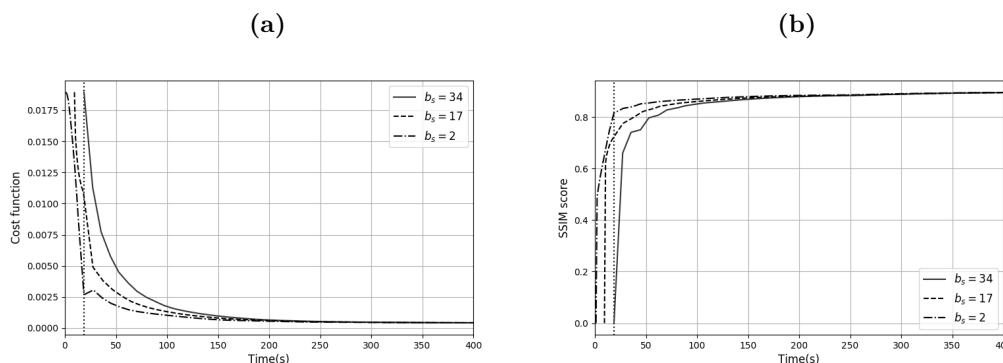 (a)
0.0175
0.0150
0.0125
0.0100
0.0075
0.0050
0.0025
0.0000
Cost function
0 50 100 150 200 250 300 350 400
Time(s)
b_s = 34
b_s = 17
b_s = 2
(b)
0.8
0.6
0.4
0.2
0.0
SSIM score
0 50 100 150 200 250 300 350 400
Time(s)
b_s = 34
b_s = 17
b_s = 2